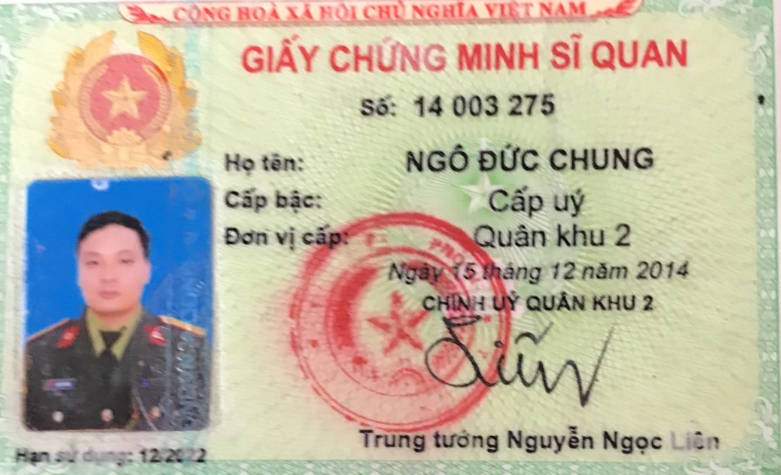 CỘNG HOÀ XÃ HỘI CHỦ NGHĨA VIỆT NAM
GIẤY CHỨNG MINH SĨ QUAN
Số: 14 003 275
Họ tên: NGÔ ĐỨC CHUNG
Cấp bậc: Cấp uý
Đơn vị cấp: Quân khu 2
Ngày 15 tháng 12 năm 2014
CHÍNH UỶ QUÂN KHU 2
Trung tướng Nguyễn Ngọc Liên
Hạn sử dụng: 12/2022